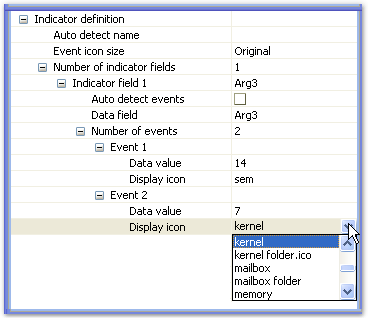 Indicator definition
Auto detect name
Event icon size Original
Number of indicator fields 1
Indicator field 1 Arg3
Auto detect events
Data field Arg3
Number of events 2
Event 1
Data value 14
Display icon sem
Event 2
Data value 7
Display icon kernel
kernel
kernel folder.ico
mailbox
mailbox folder
memory